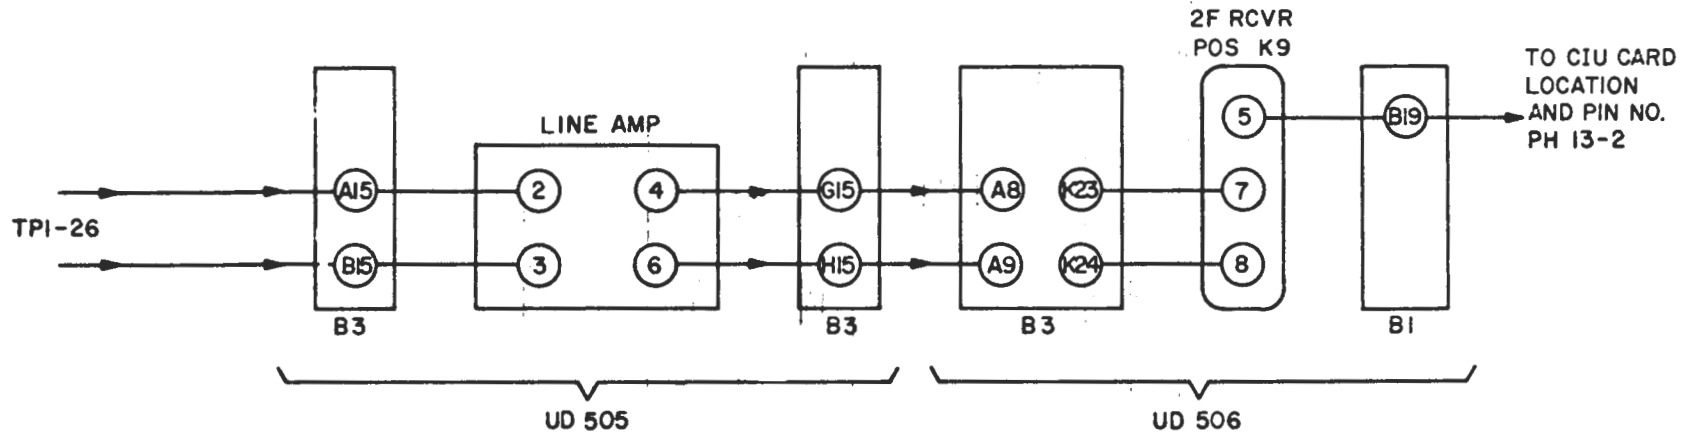 2F RCVR
POS K9
TO CIU CARD
LOCATION
AND PIN NO.
PH 13-2
LINE AMP
5
B19
A15
2
4
G15
A8
K23
7
TP1-26
B15
3
6
H15
A9
K24
8
B3
B3
B3
B1
UD 505
UD 506